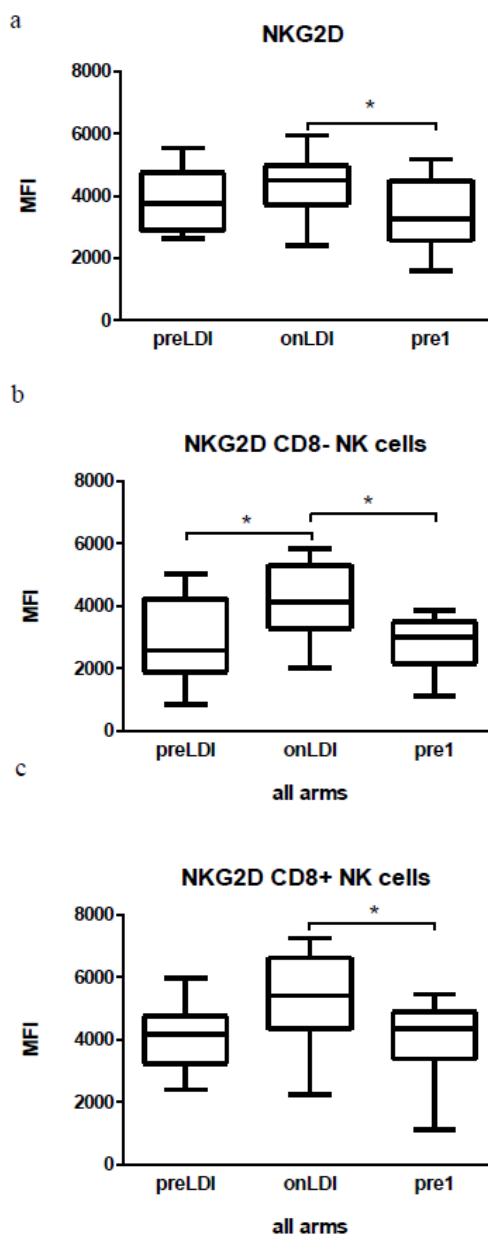 a
NKG2D
8000
6000
4000
2000
0
MFI
*
preLDI onLDI pre1
b
NKG2D CD8- NK cells
8000
6000
4000
2000
0
MFI
* *
preLDI onLDI pre1
all arms
c
NKG2D CD8+ NK cells
8000
6000
4000
2000
0
MFI
*
preLDI onLDI pre1
all arms